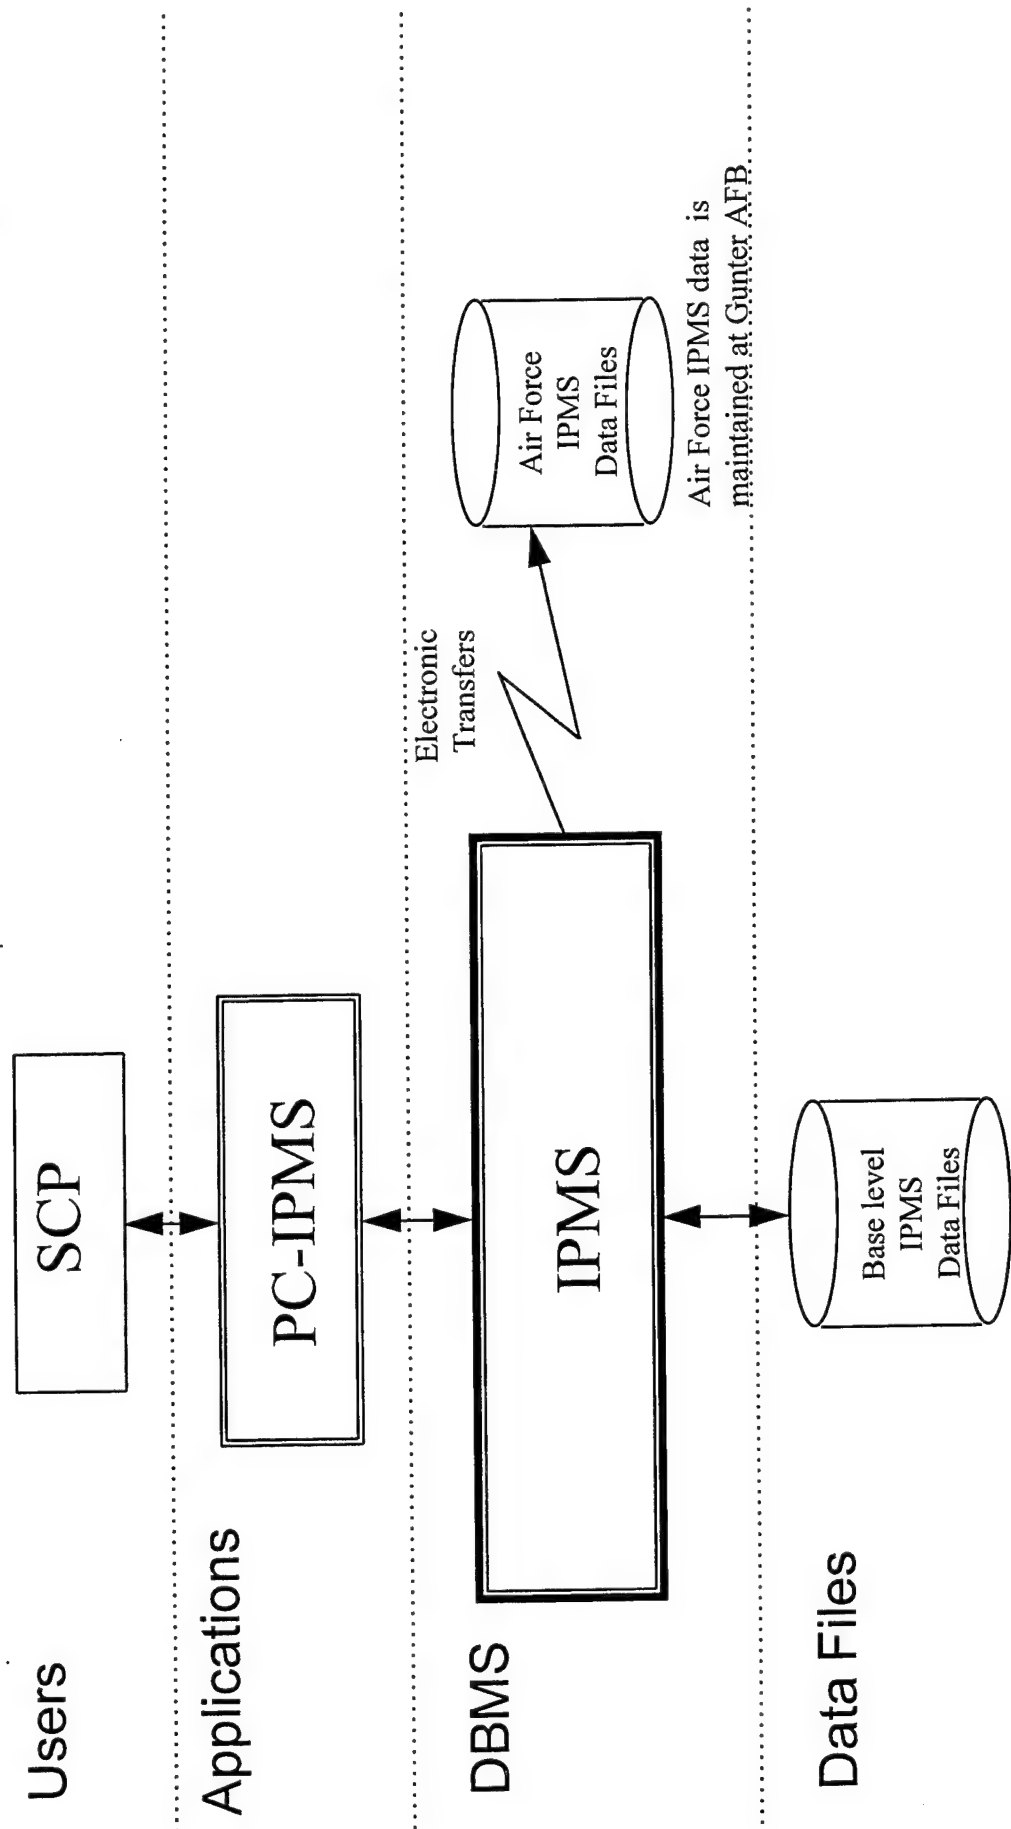 Users
SCP
Applications
PC-IPMS
DBMS
IPMS
Electronic
Transfers
Air Force
IPMS
Data Files
Air Force IPMS data is
maintained at Gunter AFB
Data Files
Base level
IPMS
Data Files